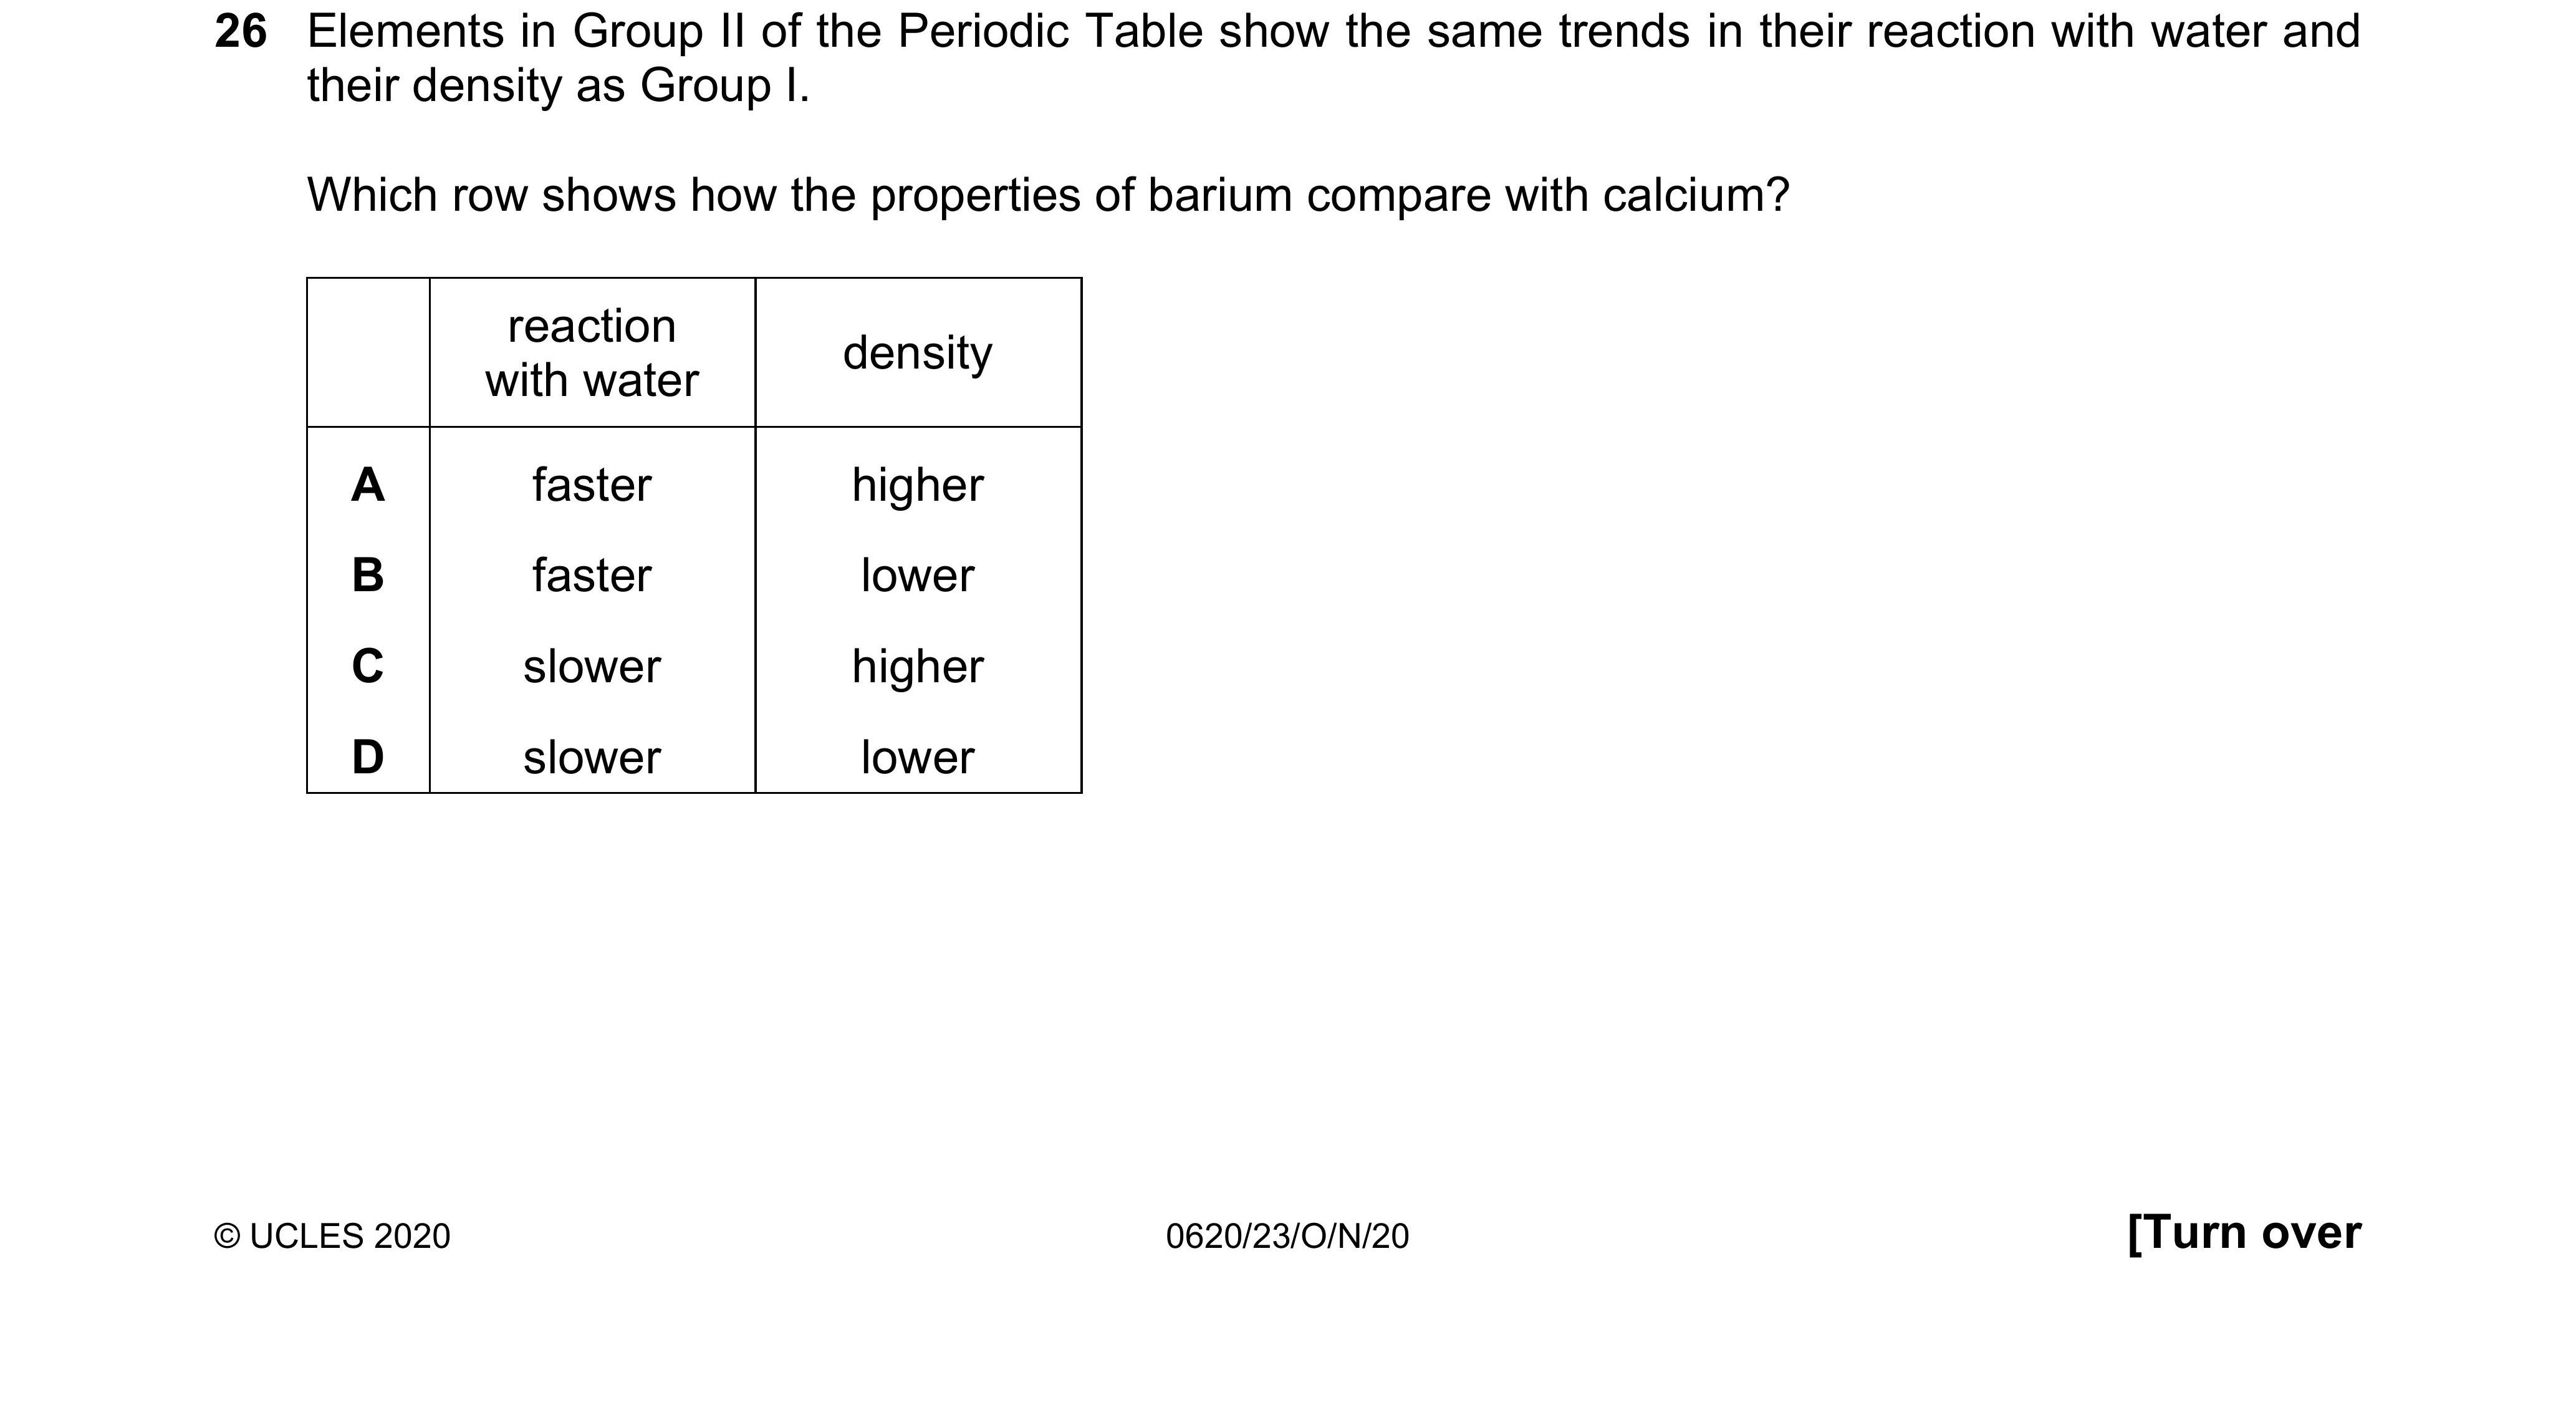 26 Elements in Group II of the Periodic Table show the same trends in their reaction with water and
their density as Group I.
Which row shows how the properties of barium compare with calcium?
reaction
with water density
A faster higher
B faster lower
C slower higher
D slower lower
© UCLES 2020 0620/23/O/N/20 [Turn over